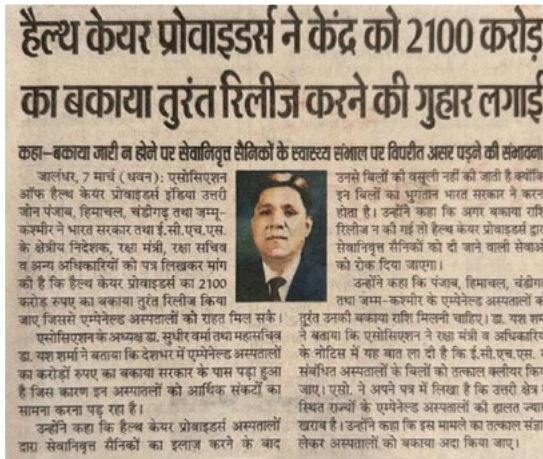 हैल्थ केयर प्रोवाइडर्स ने केंद्र को 2100 करोड़
का बकाया तुरंत रिलीज करने की गुहार लगाई
कहा-बकाया जारी न होने पर सेवानिवृत्त सैनिकों के स्वास्थ्य संभाल पर विपरीत असर पड़ने की संभावना
जालंधर, 7 मार्च (धवन): एसोसिएशन
ऑफ हैल्थ केयर प्रोवाइडर्स इंडिया उत्तरी
जोन पंजाब, हिमाचल, चंडीगढ़ तथा जम्मू-
कश्मीर ने भारत सरकार तथा ई.सी.एच.एस.
के क्षेत्रीय निदेशक, रक्षा मंत्री, रक्षा सचिव
व अन्य अधिकारियों को पत्र लिखकर मांग
की है कि हैल्थ केयर प्रोवाइडर्स का 2100
करोड़ रुपए का बकाया तुरंत रिलीज किया
जाए जिससे एम्पेनेल्ड अस्पतालों को राहत मिल सके।
एसोसिएशन के अध्यक्ष डा. सुधीर वर्मा तथा महासचिव
डा. यश शर्मा ने बताया कि देशभर में एम्पेनेल्ड अस्पतालों
का करोड़ों रुपए का बकाया सरकार के पास पड़ा हुआ
है जिस कारण इन अस्पातलों को आर्थिक संकटों का
सामना करना पड़ रहा है।
उन्होंने कहा कि हैल्थ केयर प्रोवाइडर्स अस्पतालों
द्वारा सेवानिवृत्त सैनिकों का इलाज करने के बाद
उनसे बिलों की वसूली नहीं की जाती है क्योंकि
इन बिलों का भुगतान भारत सरकार ने करन
होता है। उन्होंने कहा कि अगर बकाया राशि
रिलीज न की गई तो हैल्थ केयर प्रोवाइडर्स द्वार
सेवानिवृत्त सैनिकों को दी जाने वाली सेवाओं
को रोक दिया जाएगा।
उन्होंने कहा कि पंजाब, हिमाचल, चंडीगढ़
तथा जम्म-कश्मीर के एम्पेनेल्ड अस्पतालों क
तुरंत उनकी बकाया राशि मिलनी चाहिए। डा. यश शर्म
ने बताया कि एसोसिएशन ने रक्षा मंत्री व अधिकारिय
के नोटिस में यह बात ला दी है कि ई.सी.एच.एस. स
संबंधित अस्पतालों के बिलों को तत्काल क्लीयर किय
जाए। एसो. ने अपने पत्र में लिखा है कि उत्तरी क्षेत्र
स्थित राज्यों के एम्पेनेल्ड अस्पतालों की हालत ज्याद
खराब है। उन्होंने कहा कि इस मामले का तत्काल संज्ञा
लेकर अस्पतालों को बकाया अदा किया जाए।